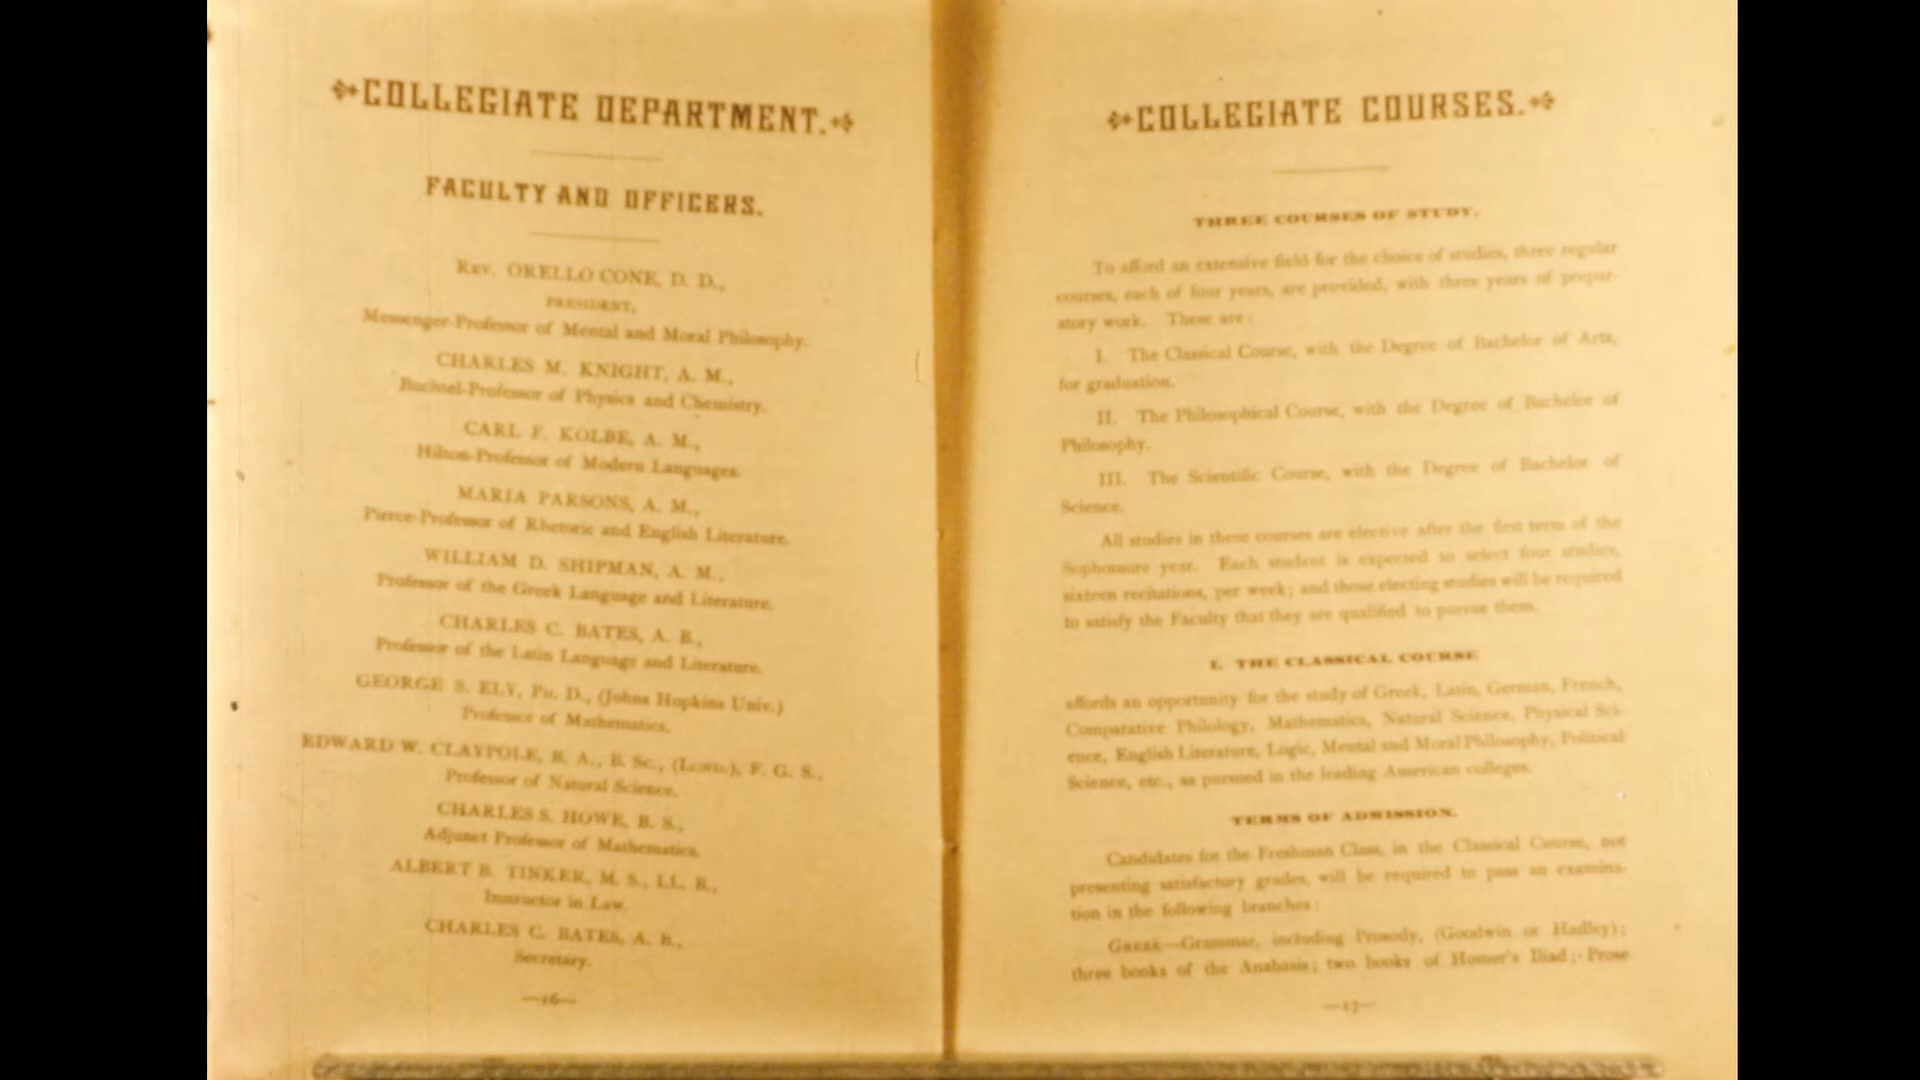 COLLEGIATE DEPARTMENT.
FACULTY AND OFFICERS.
REV. ORELLO CONE, D. D.,
PRESIDENT,
Messenger-Professor of Mental and Moral Philosophy.
CHARLES M. KNIGHT, A. M.,
Buchtel-Professor of Physics and Chemistry.
CARL F. KOLBE, A. M.,
Hilton-Professor of Modern Languages.
MARIA PARSONS, A. M.,
Pierce-Professor of Rhetoric and English Literature.
WILLIAM D. SHIPMAN, A. M.,
Professor of the Greek Language and Literature.
CHARLES C. BATES, A. B.,
Professor of the Latin Language and Literature.
GEORGE S. ELY, PH. D., (Johns Hopkins Univ.)
Professor of Mathematics.
EDWARD W. CLAYPOLE, B. A., B. SC., (LOND.), F. G. S.,
Professor of Natural Science.
CHARLES S. HOWE, B. S.,
Adjunct Professor of Mathematics.
ALBERT B. TINKER, M. S., LL. B.,
Instructor in Law.
CHARLES C. BATES, A. B.,
Secretary.
—16—
COLLEGIATE COURSES.
THREE COURSES OF STUDY.
To afford an extensive field for the choice of studies, three regular
courses, each of four years, are provided, with three years of prepar-
atory work. These are:
I. The Classical Course, with the Degree of Bachelor of Arts,
for graduation.
II. The Philosophical Course, with the Degree of Bachelor of
Philosophy.
III. The Scientific Course, with the Degree of Bachelor of
Science.
All studies in these courses are elective after the first term of the
Sophomore year. Each student is expected to select four studies,
sixteen recitations, per week; and those electing studies will be required
to satisfy the Faculty that they are qualified to pursue them.
I. THE CLASSICAL COURSE
affords an opportunity for the study of Greek, Latin, German, French,
Comparative Philology, Mathematics, Natural Science, Physical Sci-
ence, English Literature, Logic, Mental and Moral Philosophy, Political
Science, etc., as pursued in the leading American colleges.
TERMS OF ADMISSION.
Candidates for the Freshman Class, in the Classical Course, not
presenting satisfactory grades, will be required to pass an examina-
tion in the following branches:
GREEK—Grammar, including Prosody, (Goodwin or Hadley);
three books of the Anabasis; two books of Homer's Iliad; Prose
—17—